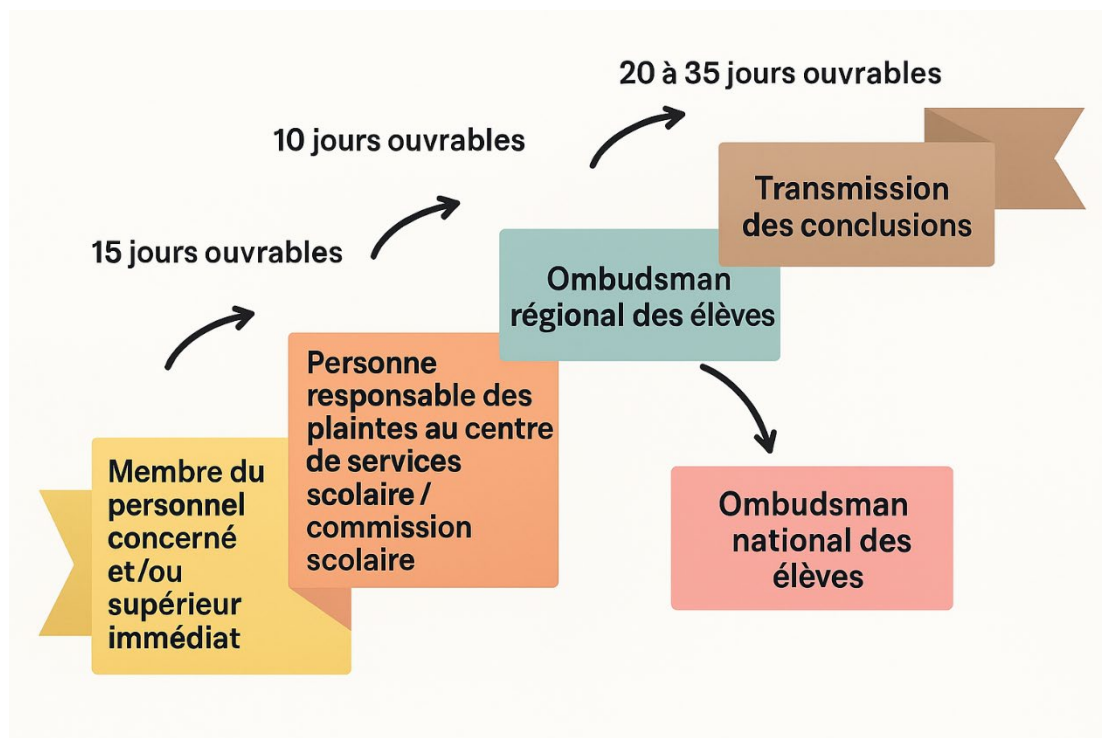 20 à 35 jours ouvrables
10 jours ouvrables
15 jours ouvrables
Membre du
personnel
concerné
et/ou
supérieur
immédiat
Personne
responsable des
plaintes au centre
de services
scolaire /
commission
scolaire
Ombudsman
régional des élèves
Transmission
des conclusions
Ombudsman
national des
élèves